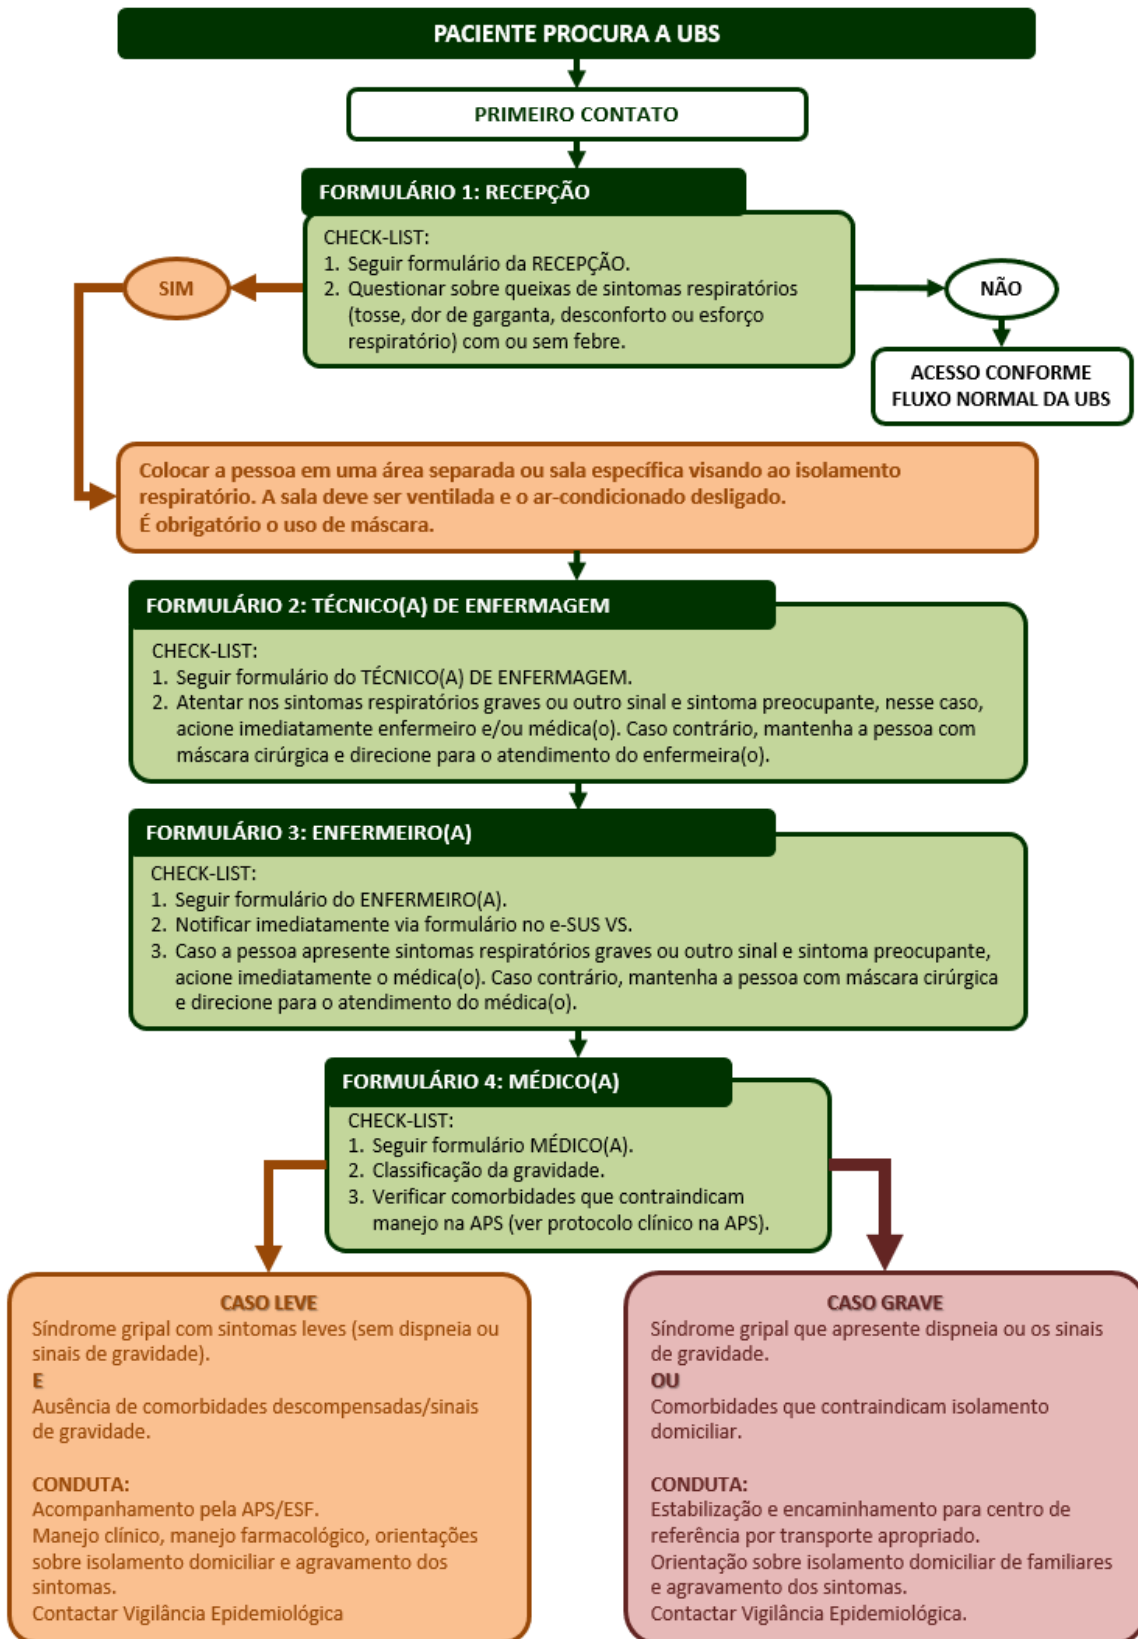 PACIENTE PROCURA A UBS
PRIMEIRO CONTATO
FORMULÁRIO 1: RECEPÇÃO
CHECK-LIST:
1. Seguir formulário da RECEPÇÃO.
2. Questionar sobre queixas de sintomas respiratórios
(tosse, dor de garganta, desconforto ou esforço
respiratório) com ou sem febre.
SIM
NÃO
ACESSO CONFORME
FLUXO NORMAL DA UBS
Colocar a pessoa em uma área separada ou sala específica visando ao isolamento
respiratório. A sala deve ser ventilada e o ar-condicionado desligado.
É obrigatório o uso de máscara.
FORMULÁRIO 2: TÉCNICO(A) DE ENFERMAGEM
CHECK-LIST:
1. Seguir formulário do TÉCNICO(A) DE ENFERMAGEM.
2. Atentar nos sintomas respiratórios graves ou outro sinal e sintoma preocupante, nesse caso,
acione imediatamente enfermeiro e/ou médica(o). Caso contrário, mantenha a pessoa com
máscara cirúrgica e direcione para o atendimento do enfermeira(o).
FORMULÁRIO 3: ENFERMEIRO(A)
CHECK-LIST:
1. Seguir formulário do ENFERMEIRO(A).
2. Notificar imediatamente via formulário no e-SUS VS.
3. Caso a pessoa apresente sintomas respiratórios graves ou outro sinal e sintoma preocupante,
acione imediatamente o médica(o). Caso contrário, mantenha a pessoa com máscara cirúrgica
e direcione para o atendimento do médica(o).
FORMULÁRIO 4: MÉDICO(A)
CHECK-LIST:
1. Seguir formulário MÉDICO(A).
2. Classificação da gravidade.
3. Verificar comorbidades que contraindicam
manejo na APS (ver protocolo clínico na APS).
CASO LEVE
Síndrome gripal com sintomas leves (sem dispneia ou
sinais de gravidade).
E
Ausência de comorbidades descompensadas/sinais
de gravidade.
CONDUTA:
Acompanhamento pela APS/ESF.
Manejo clínico, manejo farmacológico, orientações
sobre isolamento domiciliar e agravamento dos
sintomas.
Contactar Vigilância Epidemiológica
CASO GRAVE
Síndrome gripal que apresente dispneia ou os sinais
de gravidade.
OU
Comorbidades que contraindicam isolamento
domiciliar.
CONDUTA:
Estabilização e encaminhamento para centro de
referência por transporte apropriado.
Orientação sobre isolamento domiciliar de familiares
e agravamento dos sintomas.
Contactar Vigilância Epidemiológica.